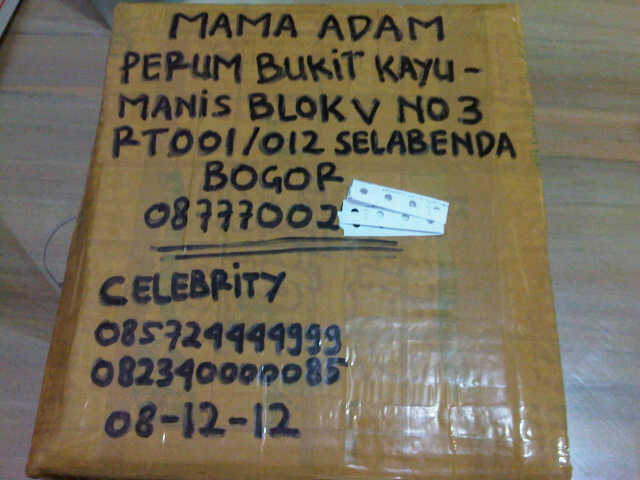 MAMA ADAM
PERUM BUKIT KAYU-
MANIS BLOK V NO 3
RT001/012 SELABENDA
BOGOR
08777002
CELEBRITY
085724444999
082340000085
08-12-12